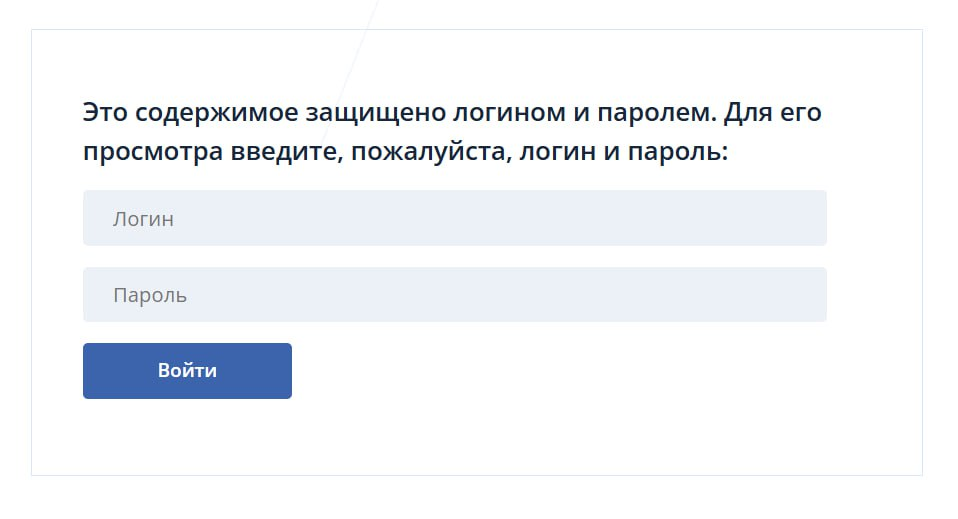 Это содержимое защищено логином и паролем. Для его
просмотра введите, пожалуйста, логин и пароль:
Логин
Пароль
Войти